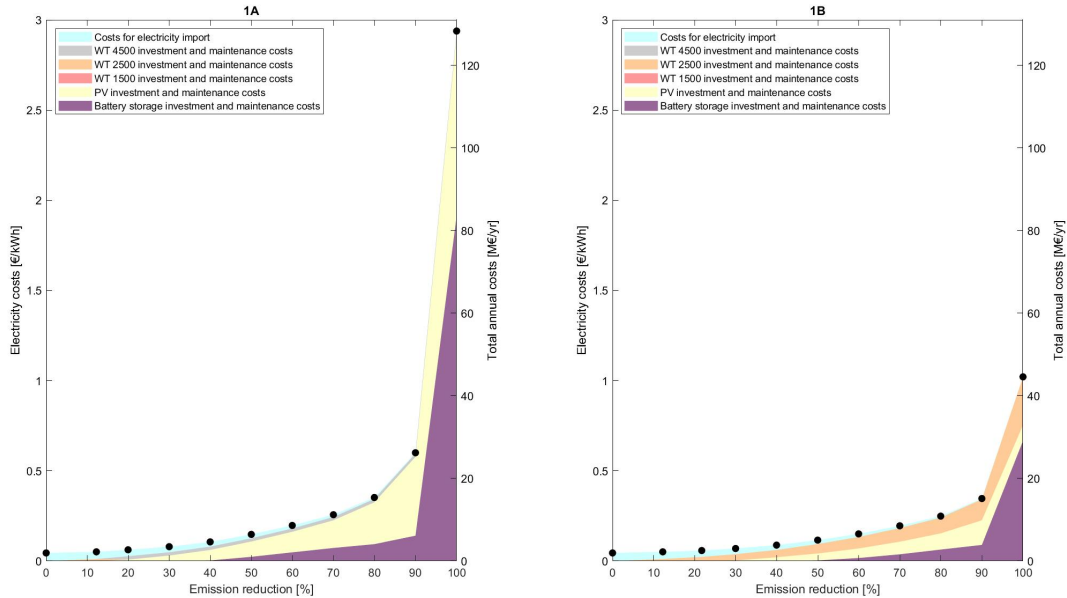 1A
3
2.5
2
1.5
1
0.5
0
Electricity costs [€/kWh]
Costs for electricity import
WT 4500 investment and maintenance costs
WT 2500 investment and maintenance costs
WT 1500 investment and maintenance costs
PV investment and maintenance costs
Battery storage investment and maintenance costs
120
100
80
60
40
20
0
Total annual costs [M€/yr]
0 10 20 30 40 50 60 70 80 90 100
Emission reduction [%]
1B
3
2.5
2
1.5
1
0.5
0
Electricity costs [€/kWh]
Costs for electricity import
WT 4500 investment and maintenance costs
WT 2500 investment and maintenance costs
WT 1500 investment and maintenance costs
PV investment and maintenance costs
Battery storage investment and maintenance costs
120
100
80
60
40
20
0
Total annual costs [M€/yr]
0 10 20 30 40 50 60 70 80 90 100
Emission reduction [%]